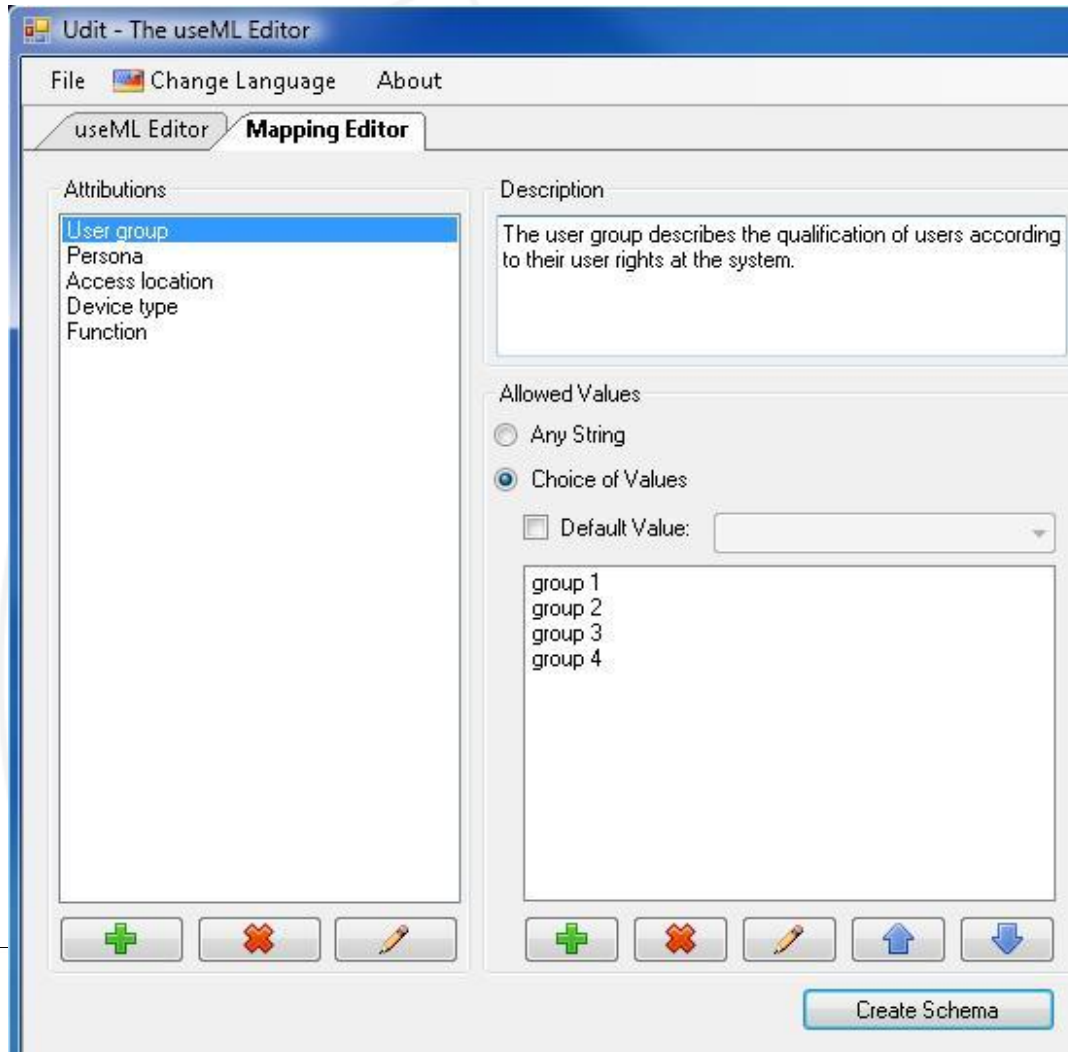 Udit - The useML Editor
File Change Language About
useML Editor Mapping Editor
Attributions
User group
Persona
Access location
Device type
Function
Description
The user group describes the qualification of users according
to their user rights at the system.
Allowed Values
Any String
Choice of Values
Default Value:
group 1
group 2
group 3
group 4
Create Schema